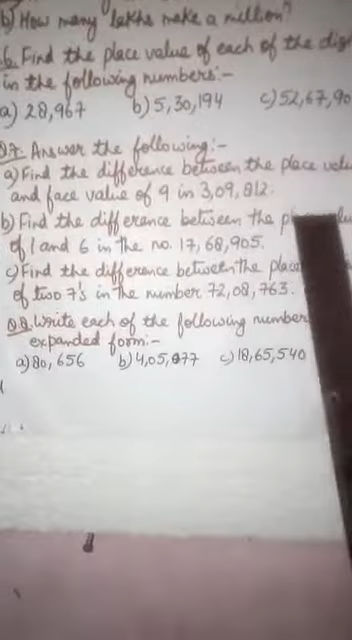 b) How many lakhs make a million?
6. Find the place value of each of the
in the following numbers:-
a) 28,967 b) 5,30,194 c) 52,67,90
Q7. Answer the following:-
a) Find the difference between the place
and face value of 9 in 3,09,812.
b) Find the difference between the
of 1 and 6 in the no. 17,68,905.
c) Find the difference between the place
of two 7's in the number 72,08,763.
Q8. Write each of the following number
expanded form:-
a) 80,656 b) 4,05,077 c) 18,65,540